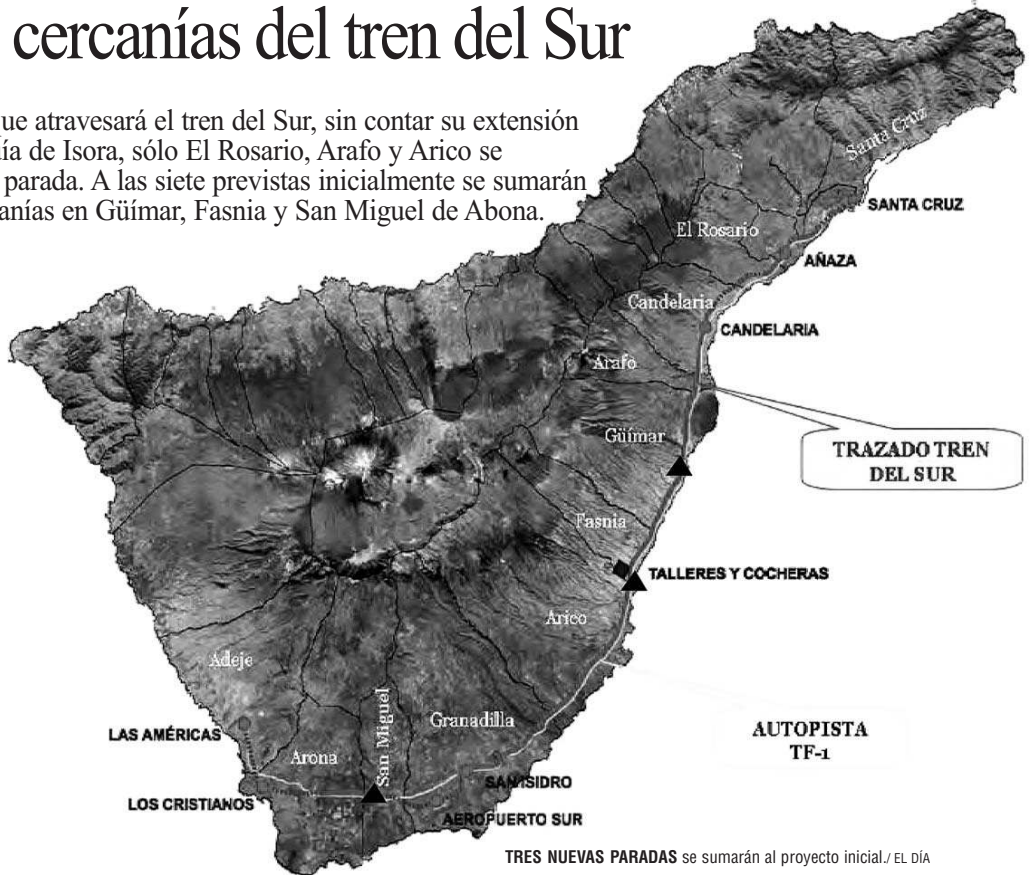 cercanías del tren del Sur
ue atravesará el tren del Sur, sin contar su extensión
ía de Isora, sólo El Rosario, Arafo y Arico se
parada. A las siete previstas inicialmente se sumarán
anías en Güímar, Fasnia y San Miguel de Abona.
Santa Cruz
SANTA CRUZ
El Rosario
AÑAZA
Candelaria
CANDELARIA
Arafo
Güímar
TRAZADO TREN
DEL SUR
Fasnia
TALLERES Y COCHERAS
Arico
Adeje
Granadilla
San Miguel
LAS AMÉRICAS
AUTOPISTA
TF-1
Arona
SAN ISIDRO
LOS CRISTIANOS
AEROPUERTO SUR
TRES NUEVAS PARADAS se sumarán al proyecto inicial./ EL DÍA